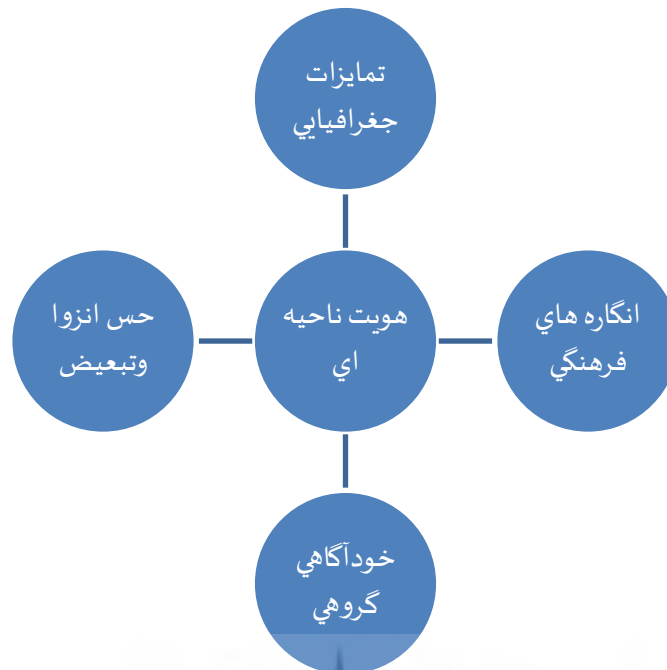 تمايزات
جغرافيايي
انگاره هاي
فرهنگي
هويت ناحيه
اي
حس انزوا
وتبعيض
خودآگاهي
گروهي